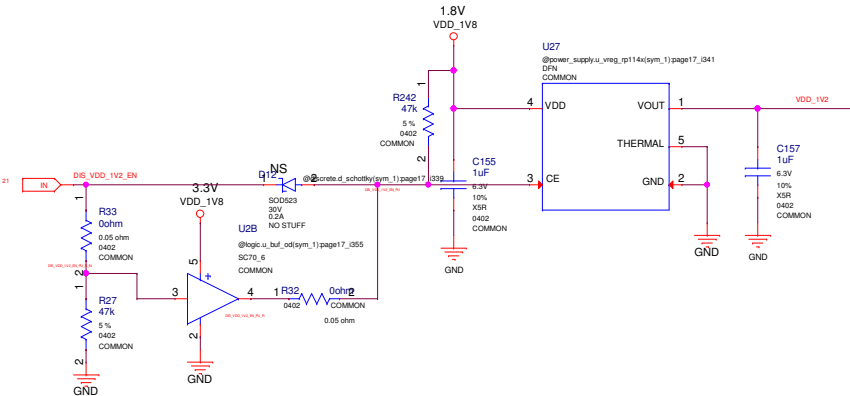 1.8V
VDD_1V8
U27
@power_supply.u_vreg_rp114x(sym_1):page17_i341
DFN
COMMON
R242
47k
5 %
0402
COMMON
1
2
4 VDD
VOUT 1
VDD_1V2
THERMAL 5
3 CE
GND 2
C155
1uF
6.3V
10%
X5R
0402
COMMON
GND
C157
1uF
6.3V
10%
X5R
0402
COMMON
GND
GND
21
IN
DIS_VDD_1V2_EN
NS
D12
1
2
@discrete.d_schottky(sym_1):page17_i339
SOD523
30V
0.2A
NO STUFF
3.3V
VDD_1V8
U2B
@logic.u_buf_od(sym_1):page17_i355
SC70_6
COMMON
1
R33
0ohm
0.05 ohm
0402
COMMON
2
1
R27
47k
5 %
0402
COMMON
2
GND
5
+
3
4
2
GND
1
R32
0ohm
2
0402
COMMON
0.05 ohm